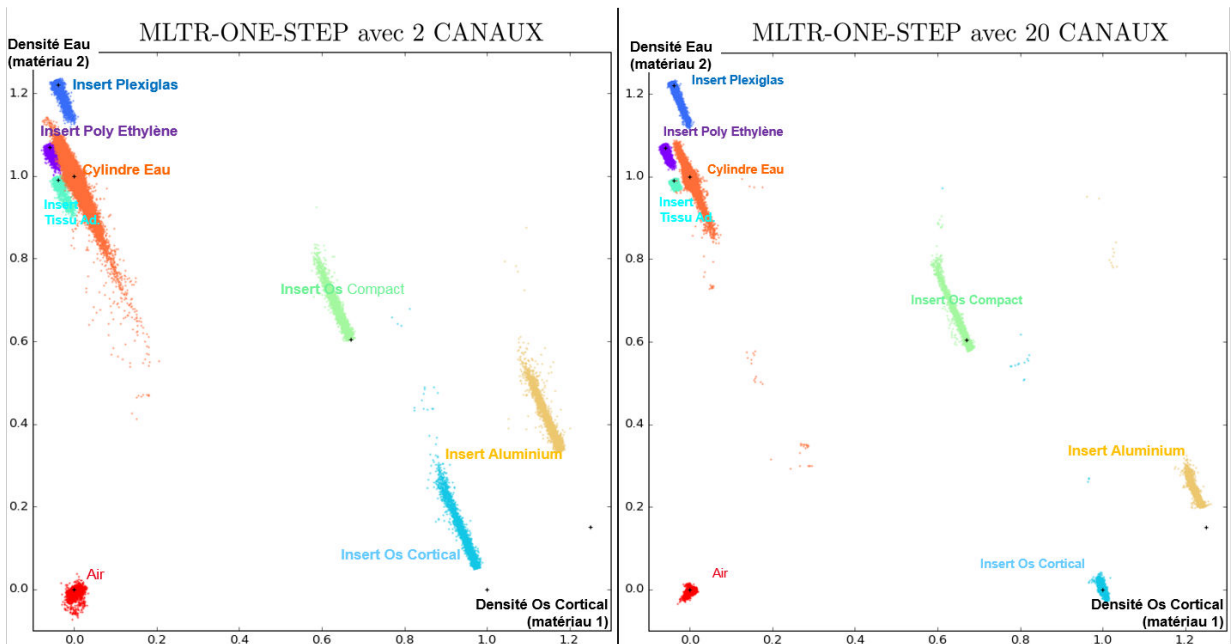 MLTR-ONE-STEP avec 2 CANAUX
Densité Eau
(matériau 2)
Insert Plexiglas
Insert Poly Ethylène
Cylindre Eau
Insert
Tissu Ad
Insert Os Compact
Insert Aluminium
Insert Os Cortical
Air
Densité Os Cortical
(matériau 1)
1.2
1.0
0.8
0.6
0.4
0.2
0.0
0.0
0.2
0.4
0.6
0.8
1.0
1.2
MLTR-ONE-STEP avec 20 CANAUX
Densité Eau
(matériau 2)
Insert Plexiglas
Insert Poly Ethylène
Cylindre Eau
Insert
Tissu Ad
Insert Os Compact
Insert Aluminium
Insert Os Cortical
Air
Densité Os Cortical
(matériau 1)
1.2
1.0
0.8
0.6
0.4
0.2
0.0
0.0
0.2
0.4
0.6
0.8
1.0
1.2